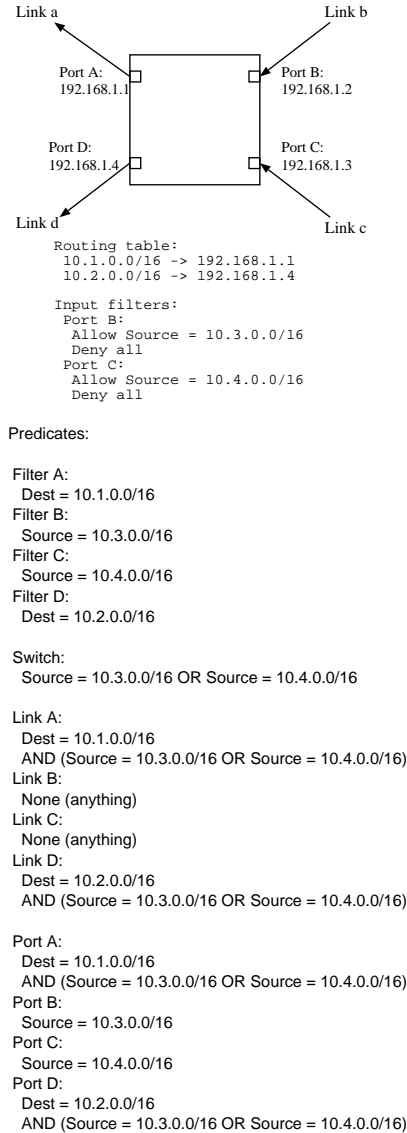 Link a
Link b
Port A:
192.168.1.1
Port B:
192.168.1.2
Port D:
192.168.1.4
Port C:
192.168.1.3
Link d
Link c
Routing table:
10.1.0.0/16 -> 192.168.1.1
10.2.0.0/16 -> 192.168.1.4
Input filters:
Port B:
Allow Source = 10.3.0.0/16
Deny all
Port C:
Allow Source = 10.4.0.0/16
Deny all
Predicates:
Filter A:
Dest = 10.1.0.0/16
Filter B:
Source = 10.3.0.0/16
Filter C:
Source = 10.4.0.0/16
Filter D:
Dest = 10.2.0.0/16
Switch:
Source = 10.3.0.0/16 OR Source = 10.4.0.0/16
Link A:
Dest = 10.1.0.0/16
AND (Source = 10.3.0.0/16 OR Source = 10.4.0.0/16)
Link B:
None (anything)
Link C:
None (anything)
Link D:
Dest = 10.2.0.0/16
AND (Source = 10.3.0.0/16 OR Source = 10.4.0.0/16)
Port A:
Dest = 10.1.0.0/16
AND (Source = 10.3.0.0/16 OR Source = 10.4.0.0/16)
Port B:
Source = 10.3.0.0/16
Port C:
Source = 10.4.0.0/16
Port D:
Dest = 10.2.0.0/16
AND (Source = 10.3.0.0/16 OR Source = 10.4.0.0/16)